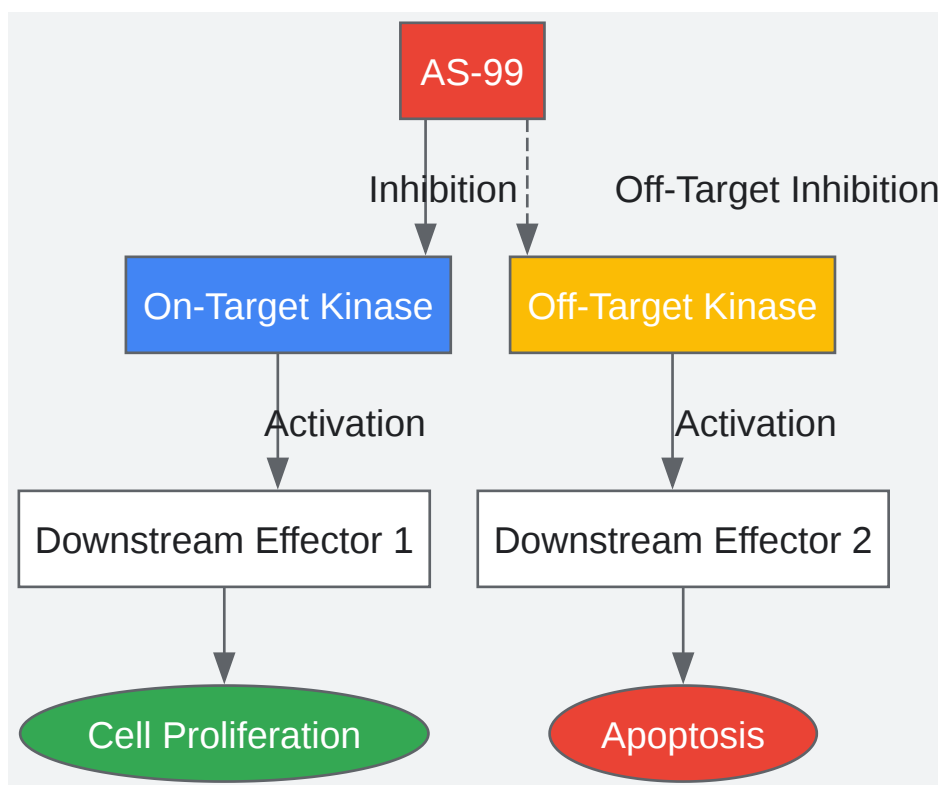 AS-99
Inhibition
Off-Target Inhibition
On-Target Kinase
Off-Target Kinase
Activation
Activation
Downstream Effector 1
Downstream Effector 2
Cell Proliferation
Apoptosis